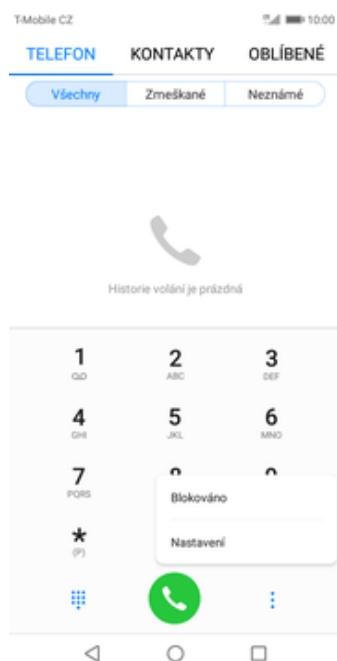 T-Mobile CZ 10:00
TELEFON KONTAKTY OBLÍBENÉ
Všechny Zmeškané Neznámé
Historie volání je prázdná
1 2 3
ABC DEF
4 5 6
GHI JKL MNO
7
PQRS
Blokováno
*
(P)
Nastavení